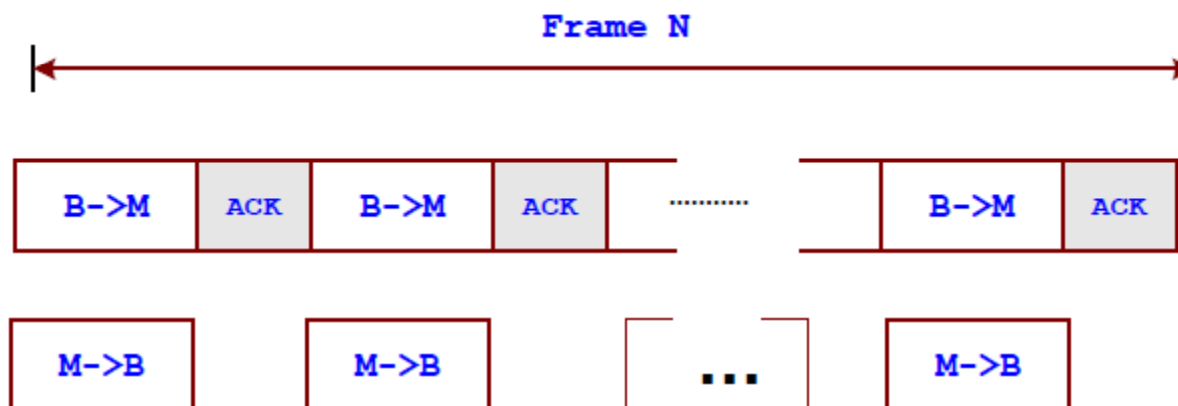 Frame N
B->M ACK B->M ACK ........... B->M ACK
M->B M->B ... M->B